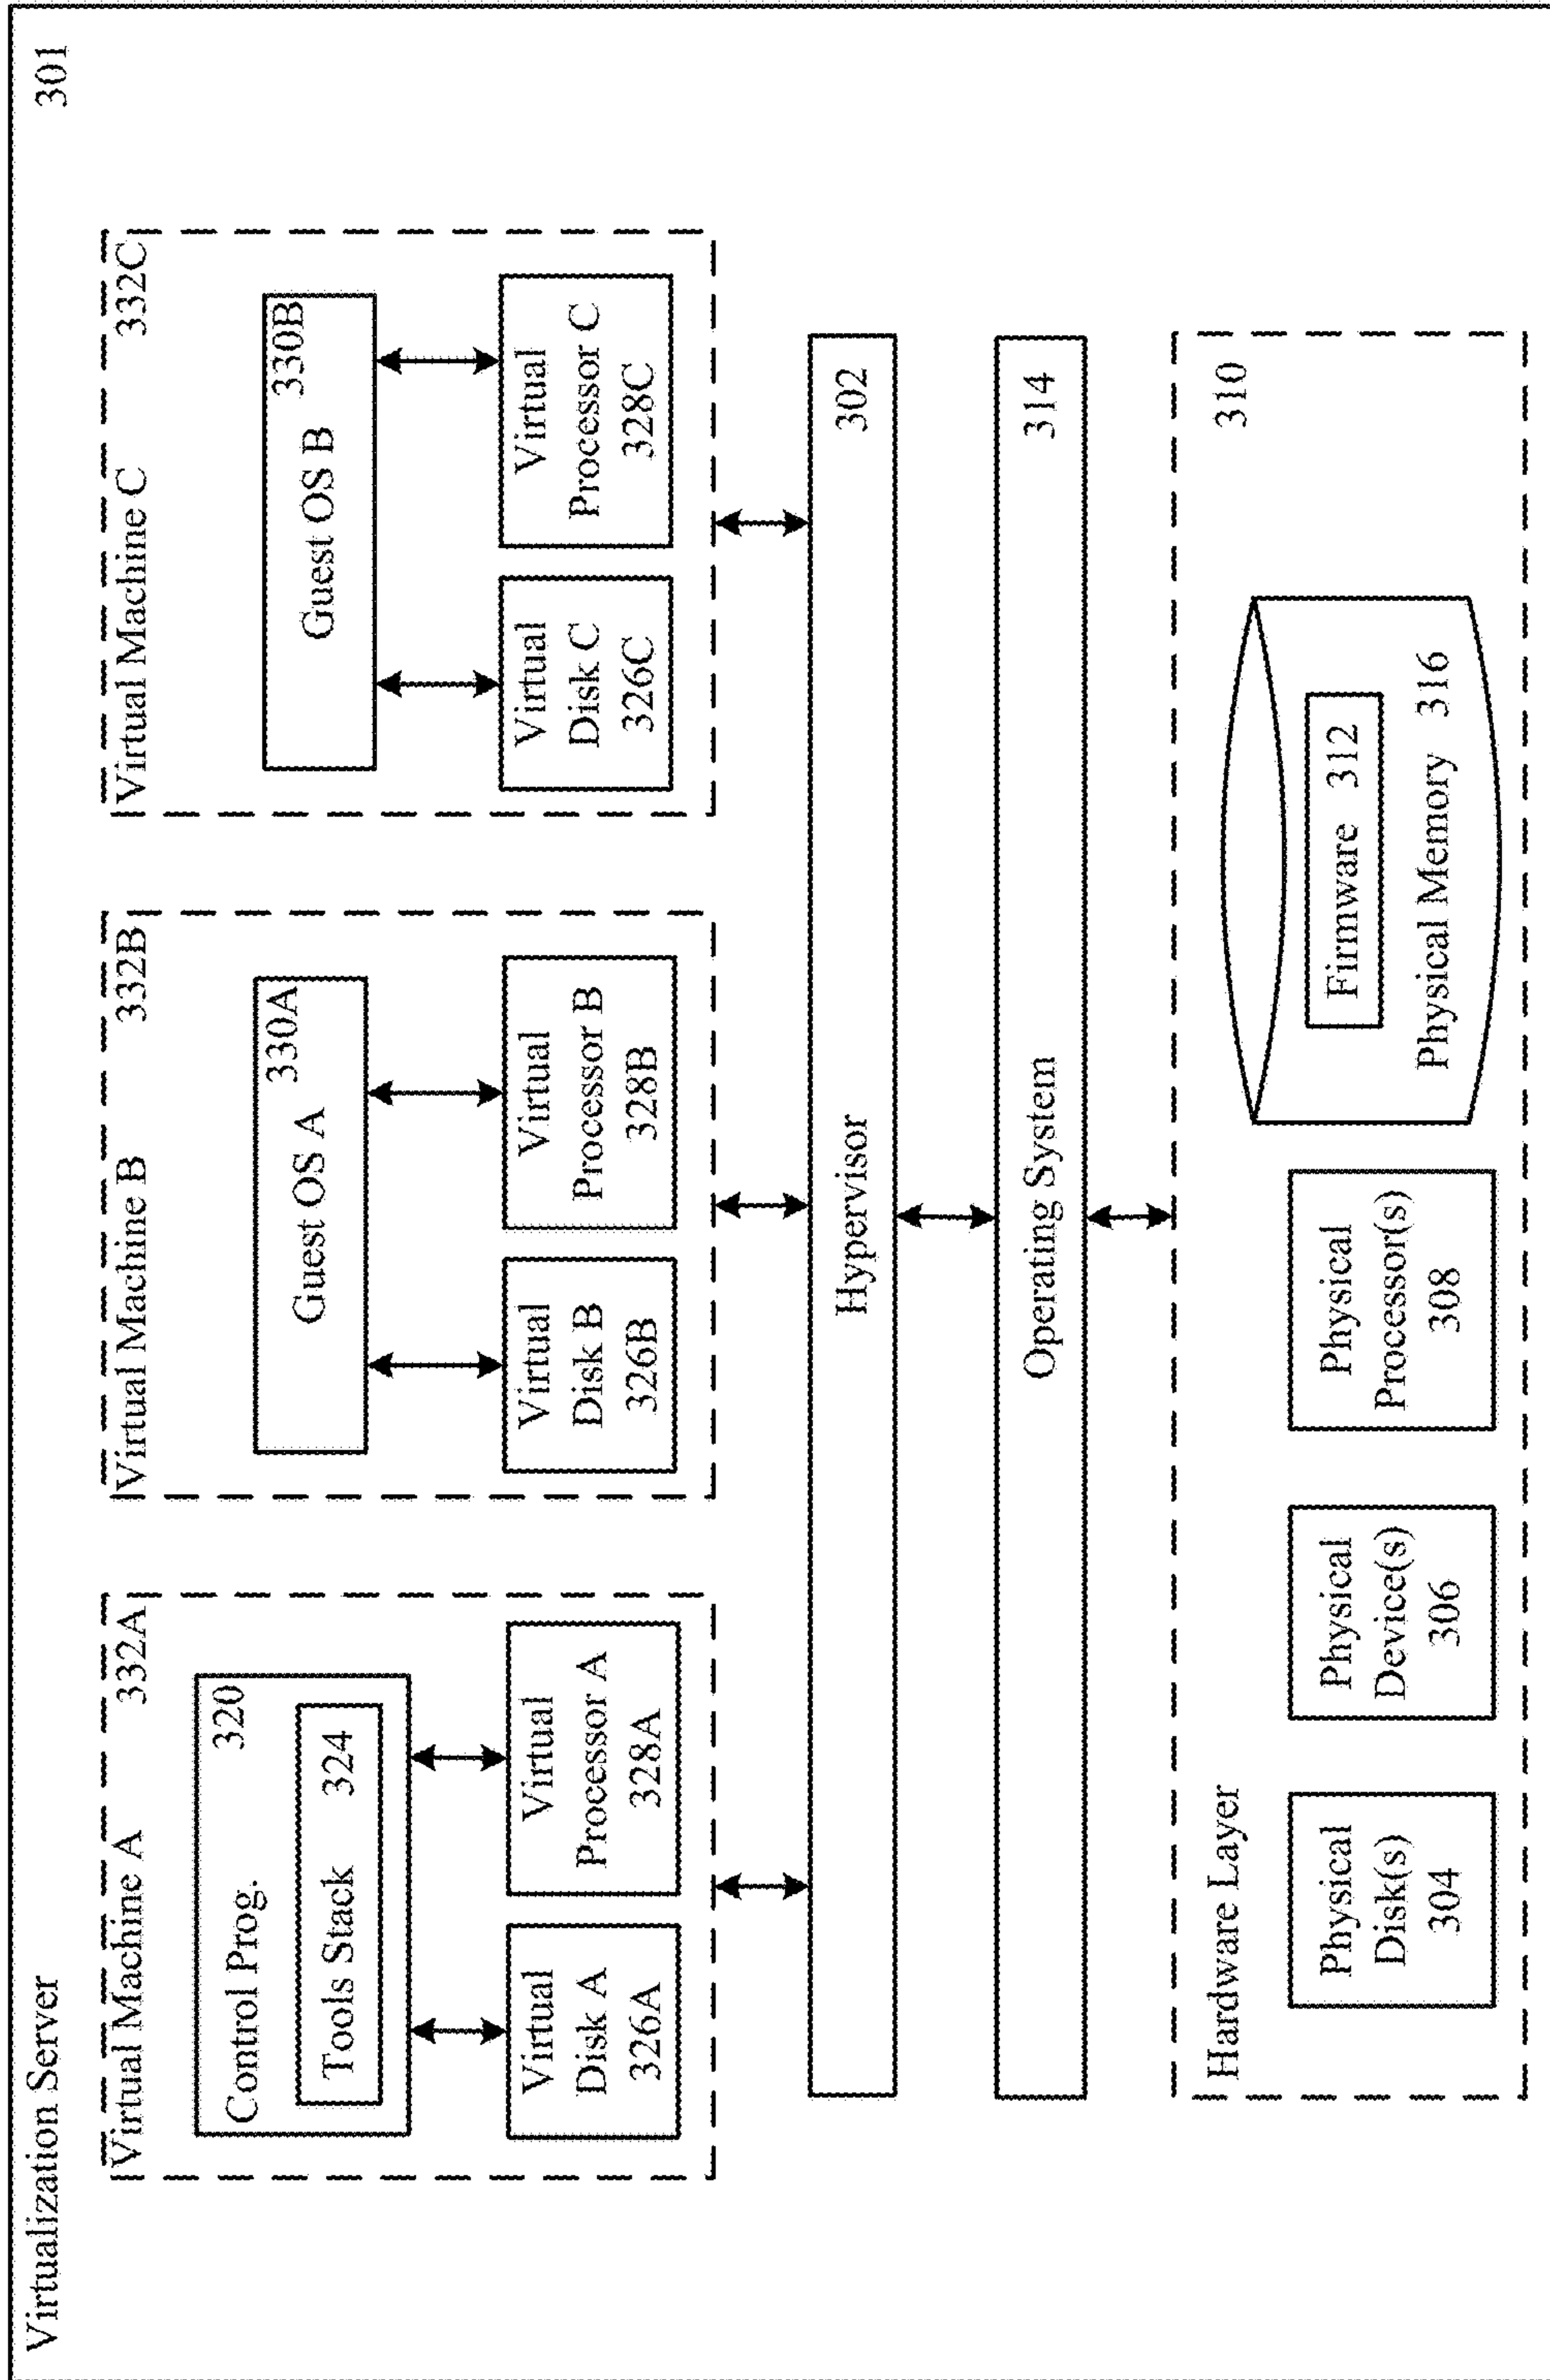 Virtualization Server 301
Virtual Machine A 332A
Control Prog. 320
Tools Stack 324
Virtual
Disk A
326A
Virtual
Processor A
328A
Virtual Machine B 332B
330A
Guest OS A
Virtual
Disk B
326B
Virtual
Processor B
328B
Virtual Machine C 332C
330B
Guest OS B
Virtual
Disk C
326C
Virtual
Processor C
328C
Hypervisor 302
Operating System 314
Hardware Layer 310
Physical
Disk(s)
304
Physical
Device(s)
306
Physical
Processor(s)
308
Firmware 312
Physical Memory 316